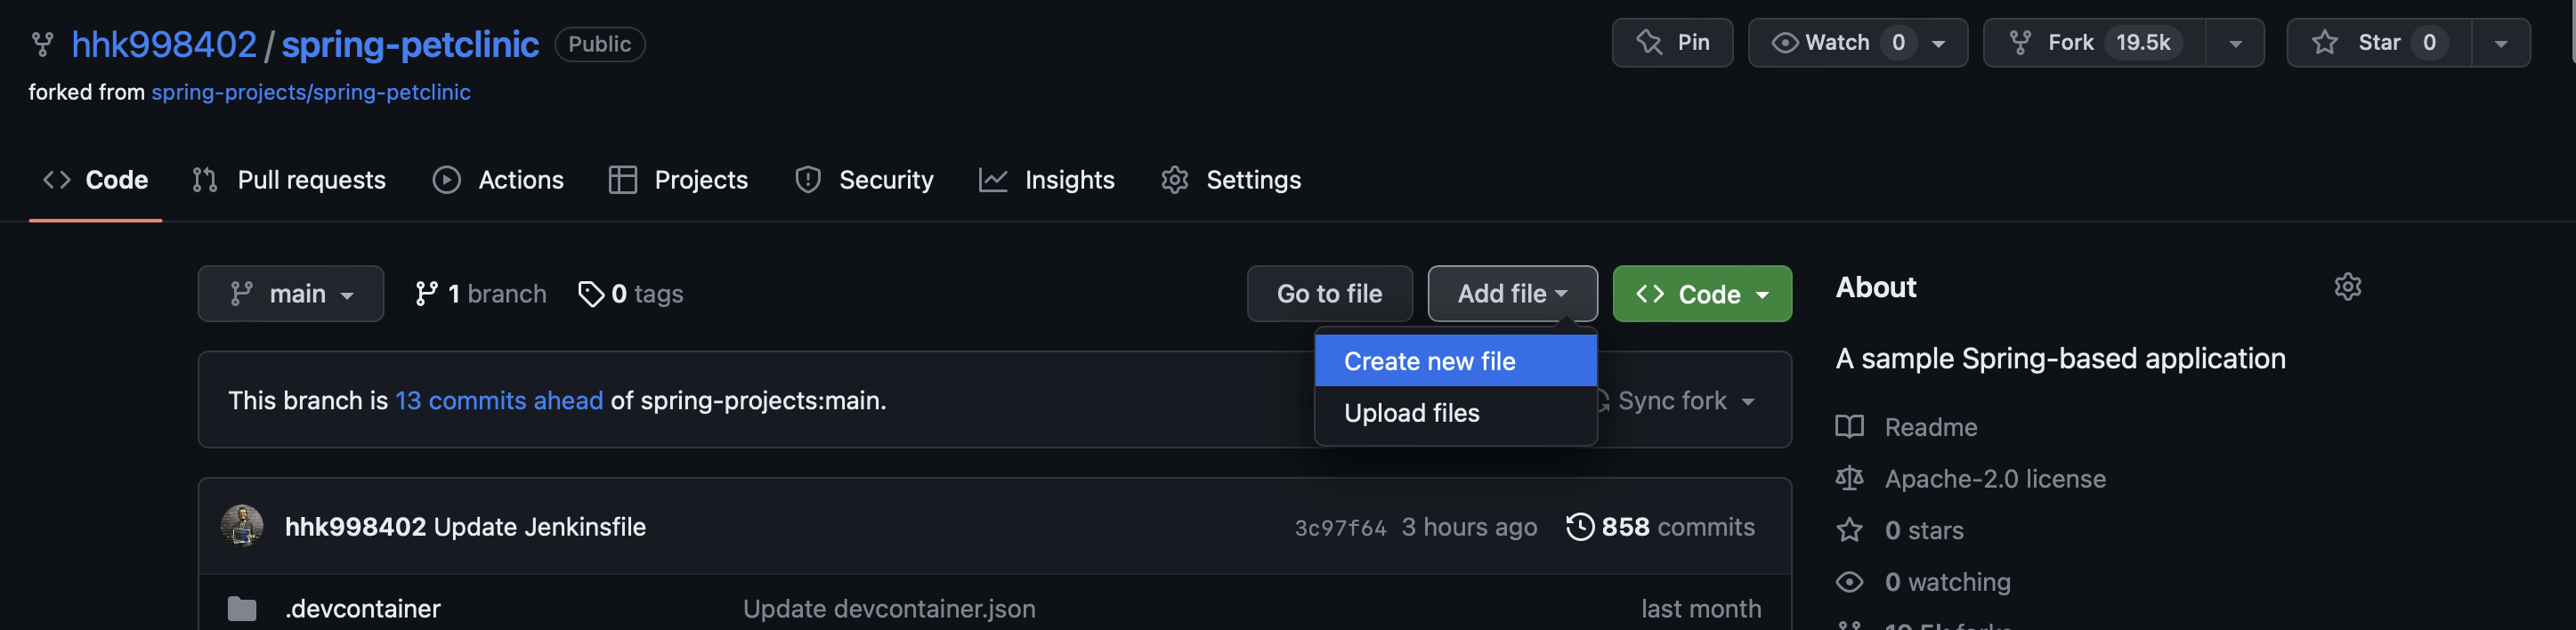 hhk998402 / spring-petclinic Public
Pin
Watch 0
Fork 19.5k
Star 0
forked from spring-projects/spring-petclinic
Code
Pull requests
Actions
Projects
Security
Insights
Settings
main
1 branch
0 tags
Go to file
Add file
Code
Create new file
Upload files
This branch is 13 commits ahead of spring-projects:main.
Sync fork
hhk998402 Update Jenkinsfile
3c97f64 3 hours ago
858 commits
.devcontainer
Update devcontainer.json
last month
About
A sample Spring-based application
Readme
Apache-2.0 license
0 stars
0 watching
19.5k forks